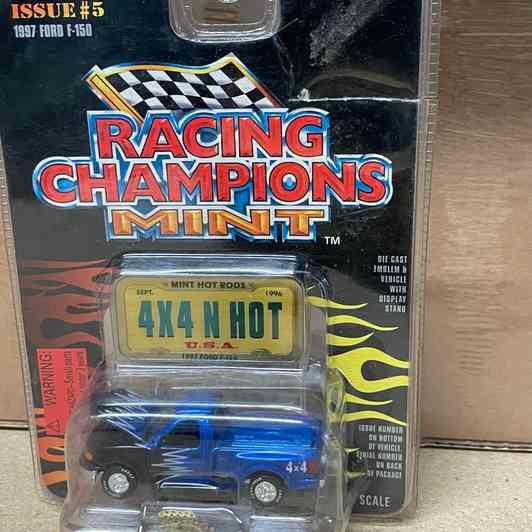 ISSUE #5
1997 FORD F-150
RACING
CHAMPIONS
MINT
TM
DIE CAST
EMBLEM &
VEHICLE
WITH
DISPLAY
STAND
MINT HOT RODS
SEPT. 1996
4X4 N HOT
U.S.A
1997 FORD F-150
WARNING:
4x4
ISSUE NUMBER
ON BOTTOM
OF VEHICLE.
SERIAL NUMBER
ON BACK
OF PACKAGE
SCALE